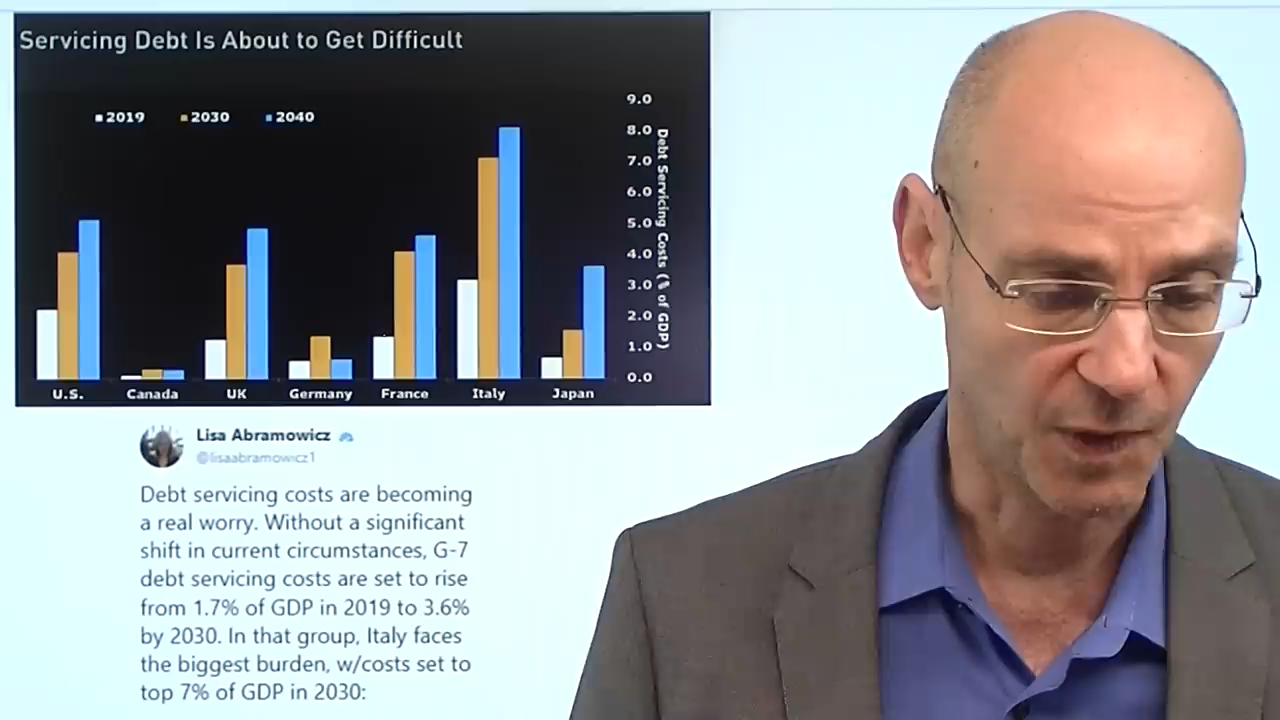 Servicing Debt Is About to Get Difficult
2019 2030 2040
9.0
8.0
7.0
6.0
5.0
4.0
3.0
2.0
1.0
0.0
Debt Servicing Costs (% of GDP)
U.S. Canada UK Germany France Italy Japan
Lisa Abramowicz
@lisaabramowicz1
Debt servicing costs are becoming
a real worry. Without a significant
shift in current circumstances, G-7
debt servicing costs are set to rise
from 1.7% of GDP in 2019 to 3.6%
by 2030. In that group, Italy faces
the biggest burden, w/costs set to
top 7% of GDP in 2030: